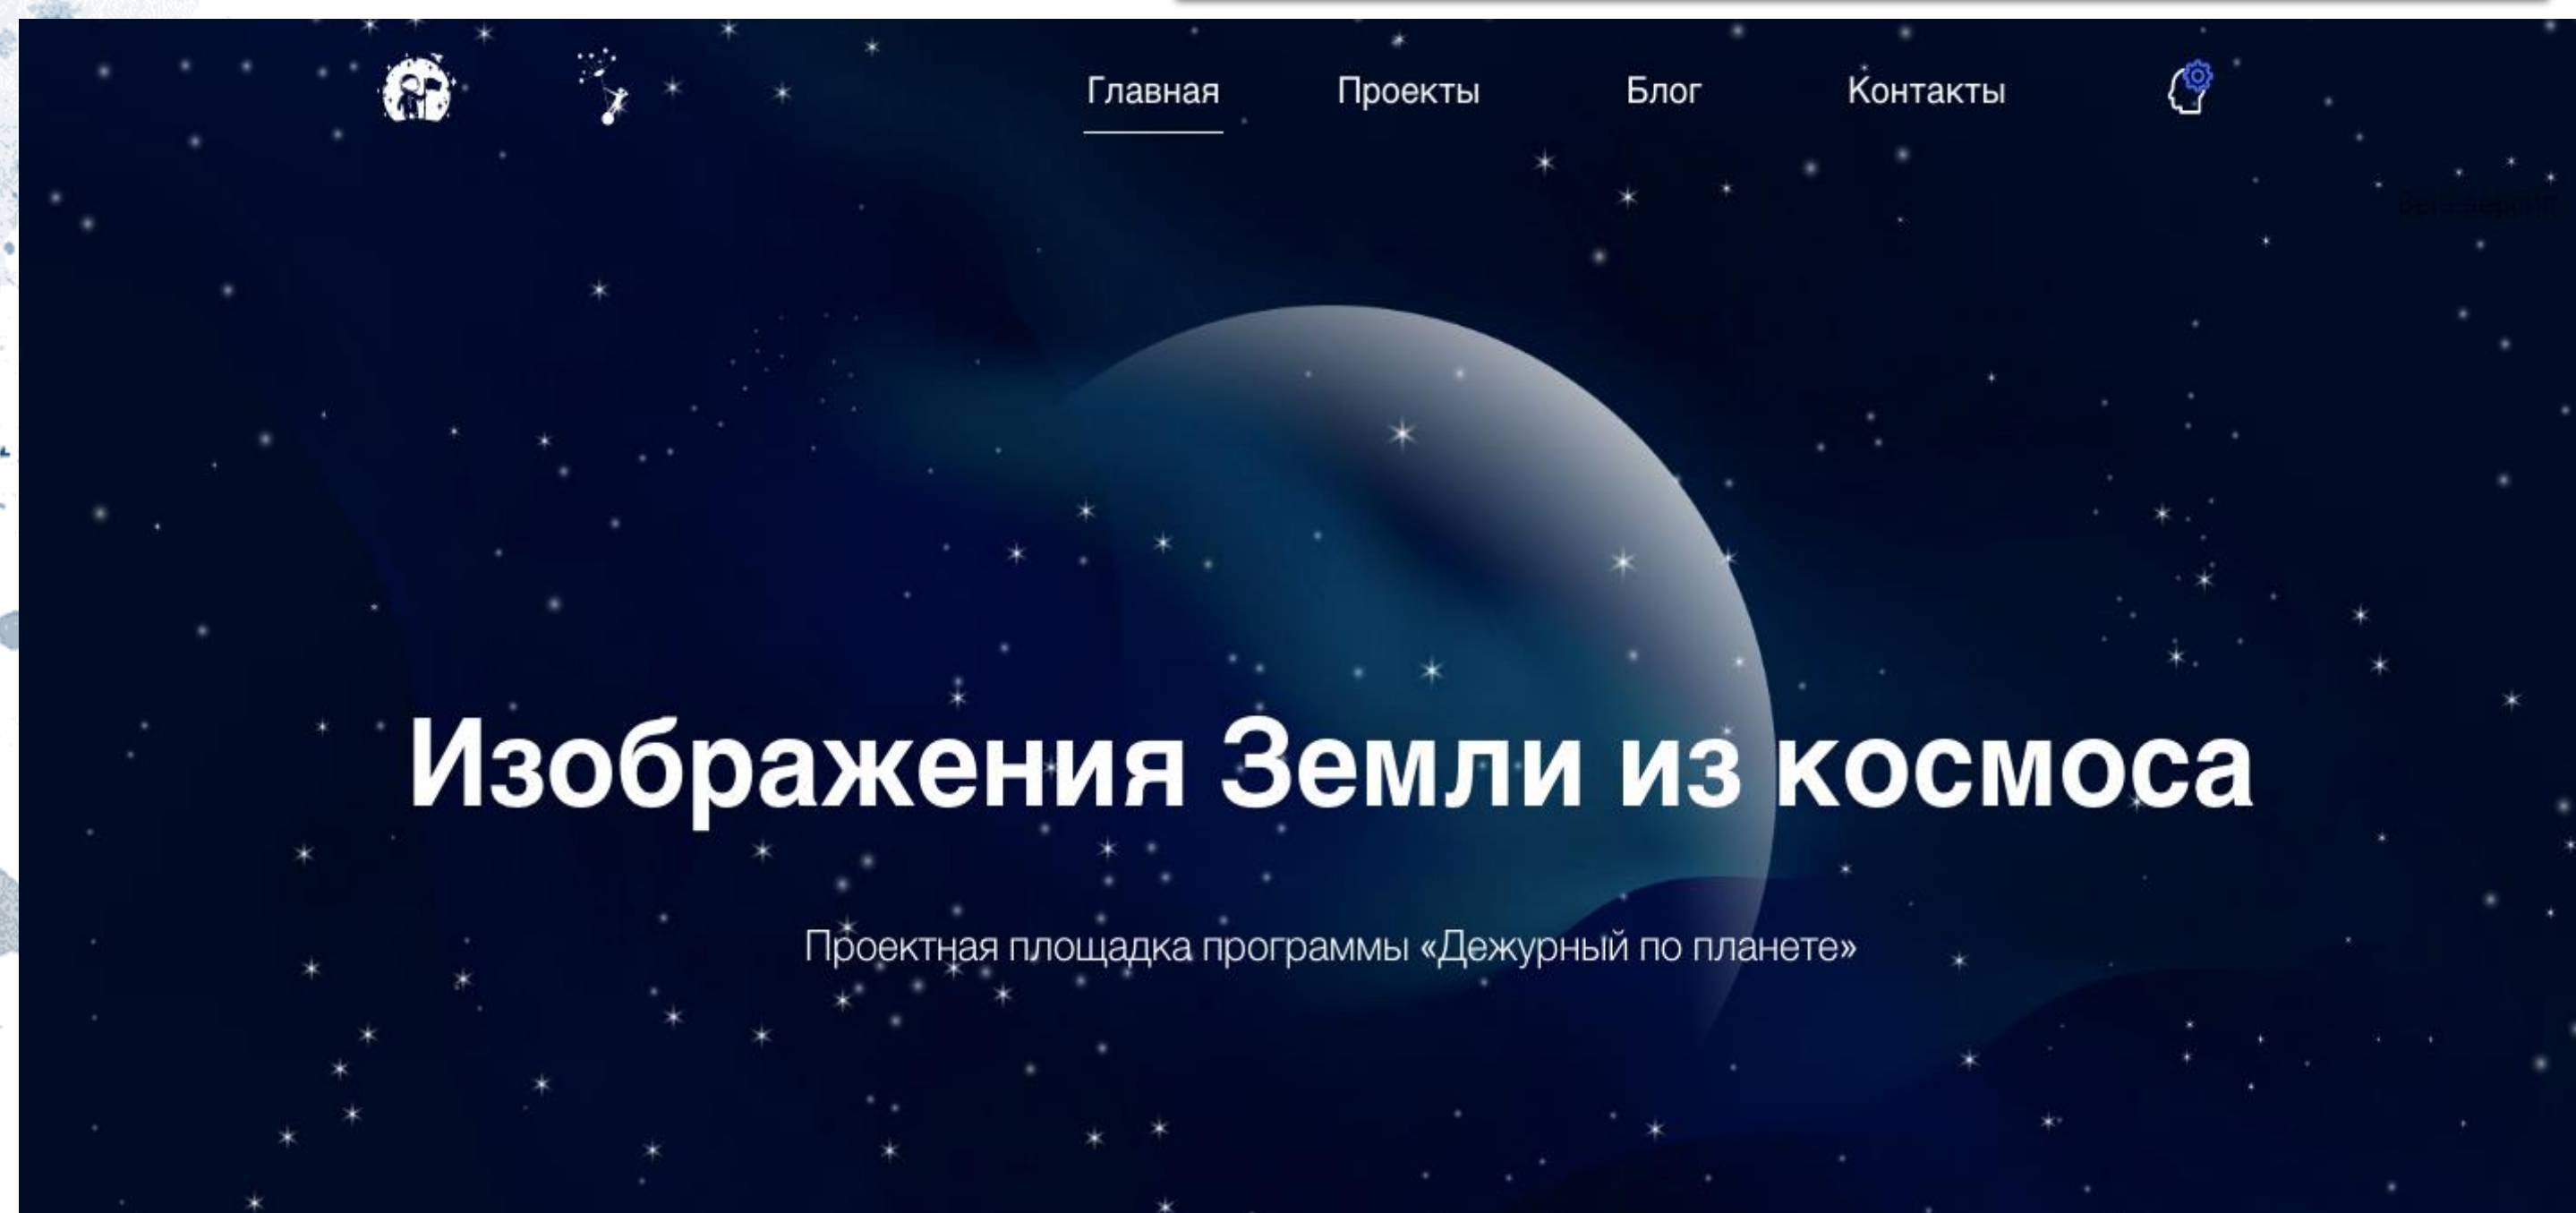 Главная Проекты Блог Контакты
Изображения Земли из космоса
Проектная площадка программы «Дежурный по планете»